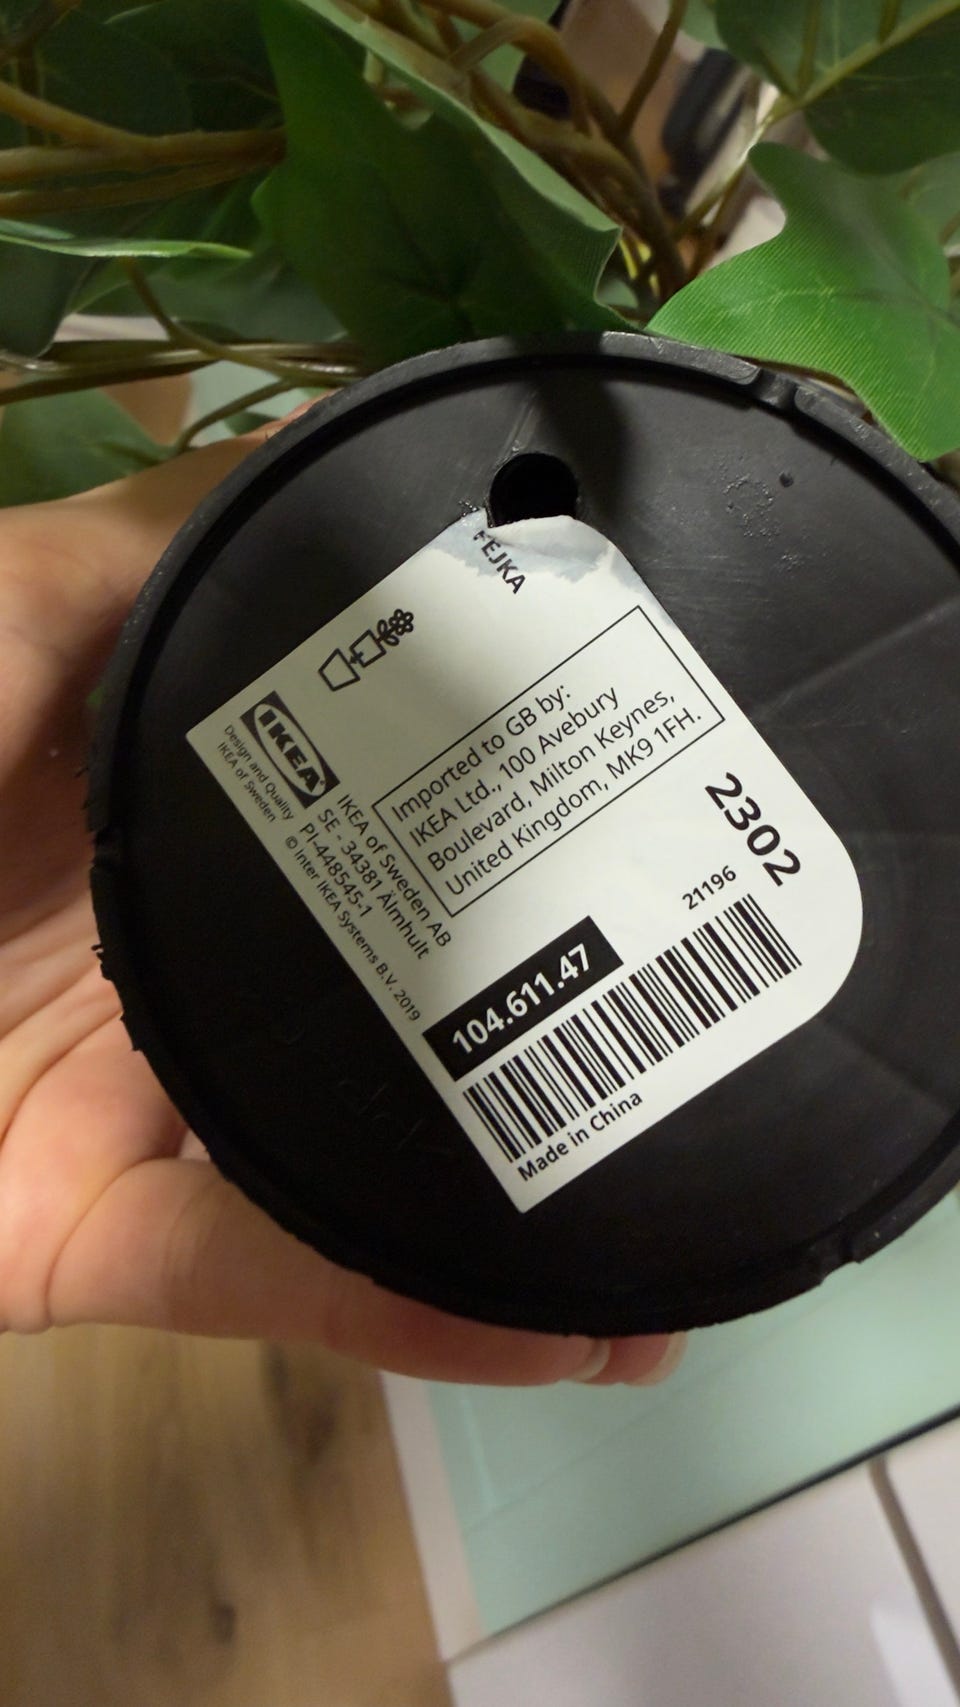 FEJKA
IKEA®
Design and Quality
IKEA of Sweden
IKEA of Sweden AB
SE - 34381 Älmhult
PI-448545-1
© Inter IKEA Systems B.V. 2019
Imported to GB by:
IKEA Ltd., 100 Avebury
Boulevard, Milton Keynes,
United Kingdom, MK9 1FH.
2302
21196
104.611.47
Made in China